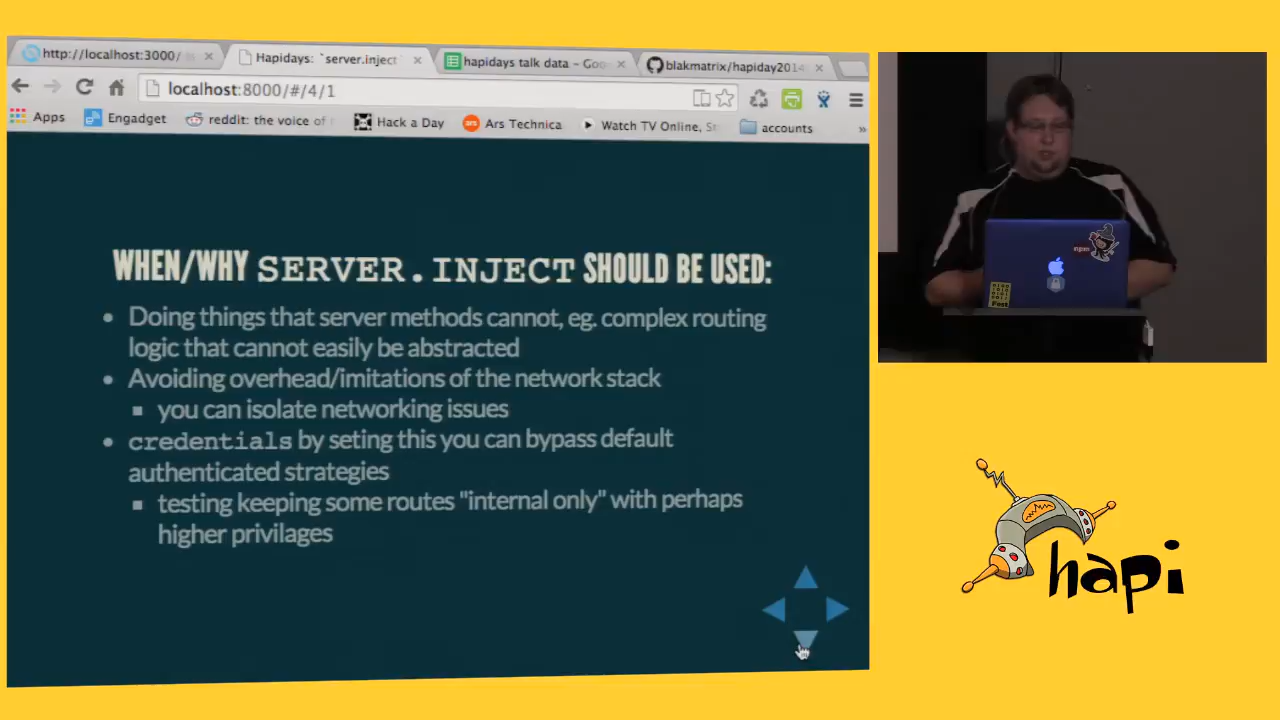 http://localhost:3000/
Hapidays: `server.inject
hapidays talk data - Goo
blakmatrix/hapiday2014
localhost:8000/#/4/1
Apps
Engadget
reddit: the voice of
Hack a Day
Ars Technica
Watch TV Online, St
accounts
»
WHEN/WHY SERVER.INJECT SHOULD BE USED:
• Doing things that server methods cannot, eg. complex routing
logic that cannot easily be abstracted
• Avoiding overhead/imitations of the network stack
▪ you can isolate networking issues
• credentials by seting this you can bypass default
authenticated strategies
▪ testing keeping some routes "internal only" with perhaps
higher privilages
npm
Fest
hapi